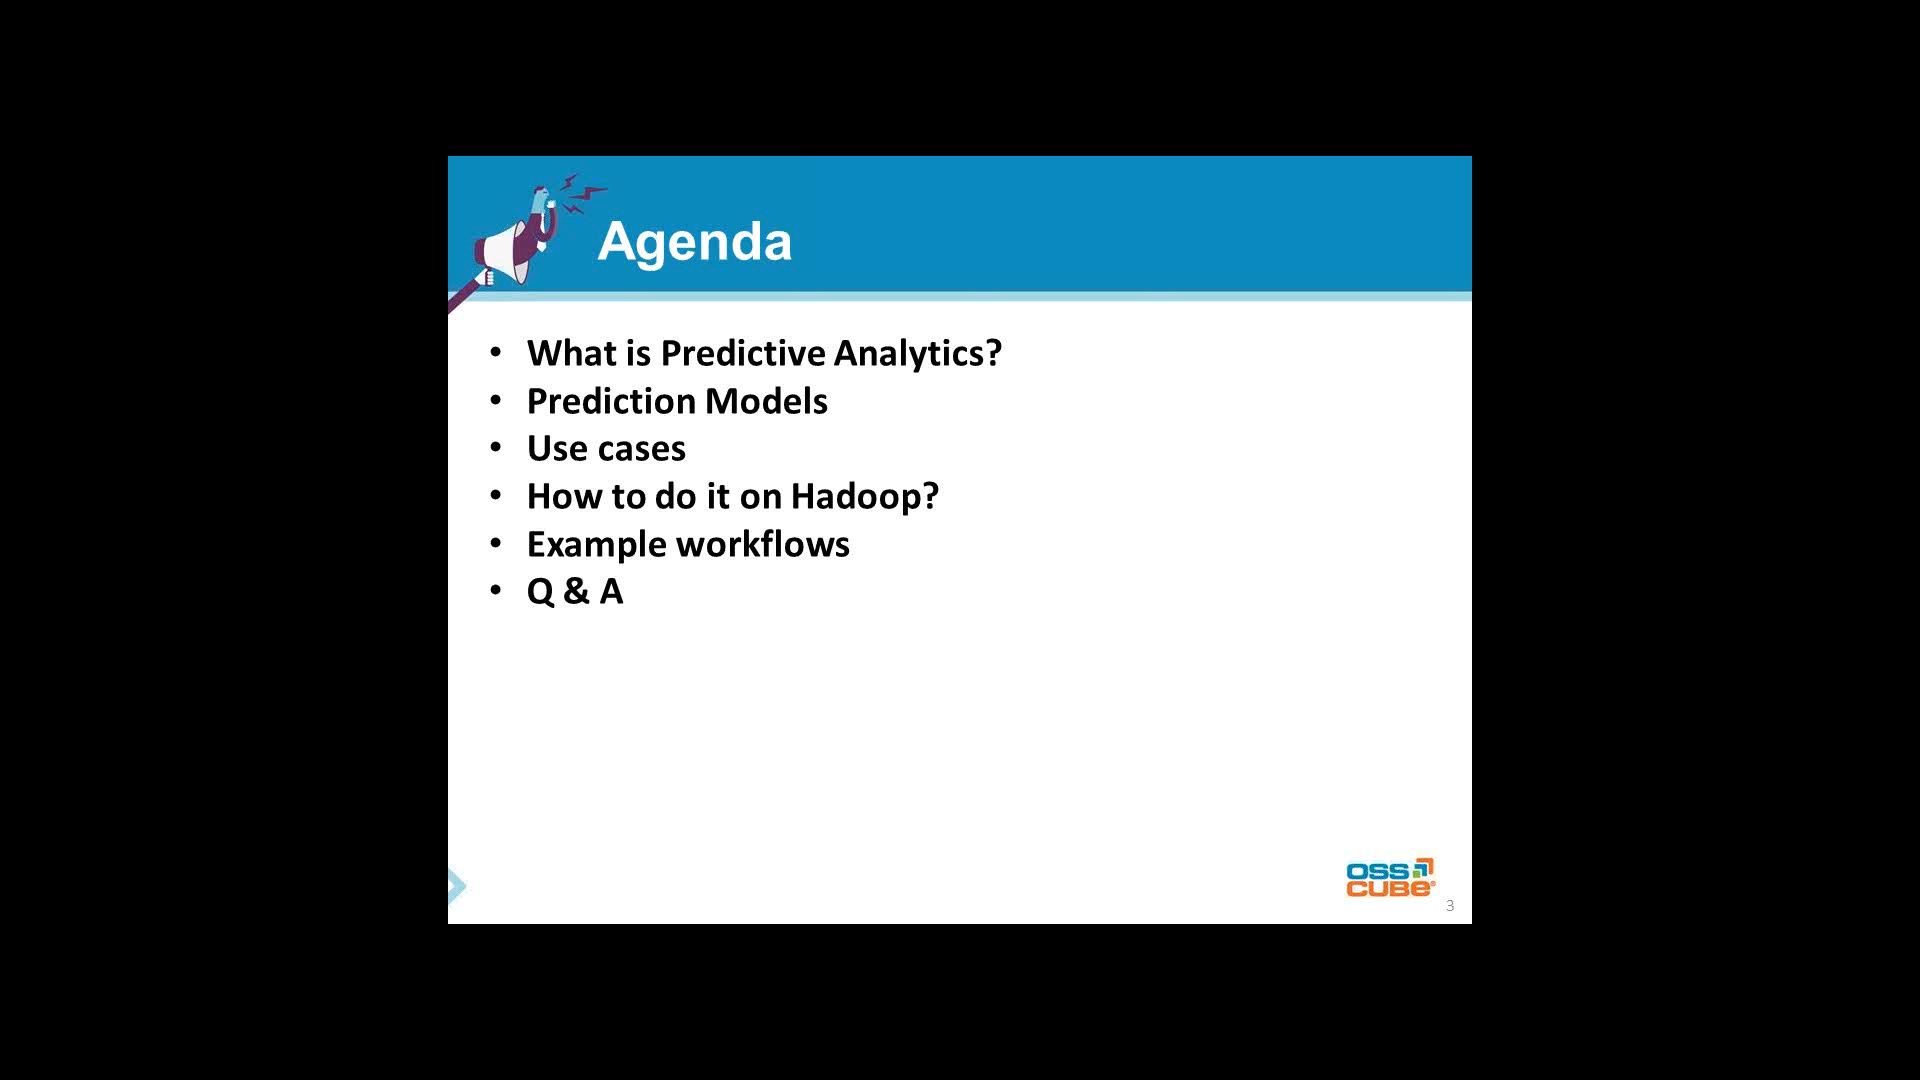 Agenda
• What is Predictive Analytics?
• Prediction Models
• Use cases
• How to do it on Hadoop?
• Example workflows
• Q & A
OSS
CUBE®
3